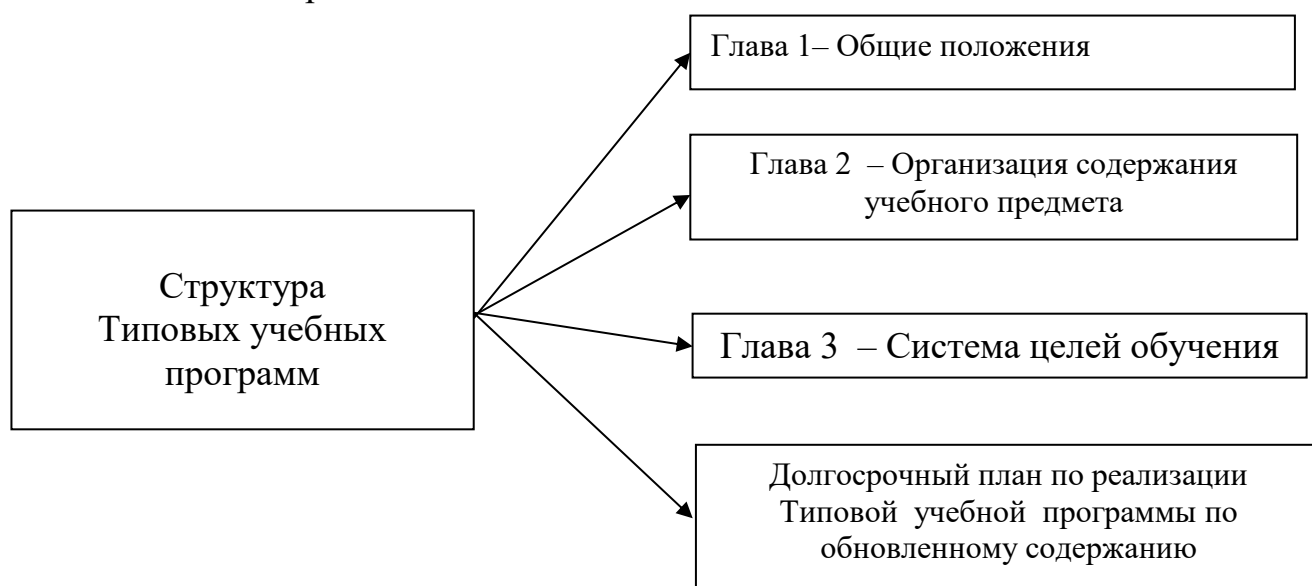 Глава 1– Общие положения
Глава 2 – Организация содержания
учебного предмета
Структура
Типовых учебных
программ
Глава 3 – Система целей обучения
Долгосрочный план по реализации
Типовой учебной программы по
обновленному содержанию